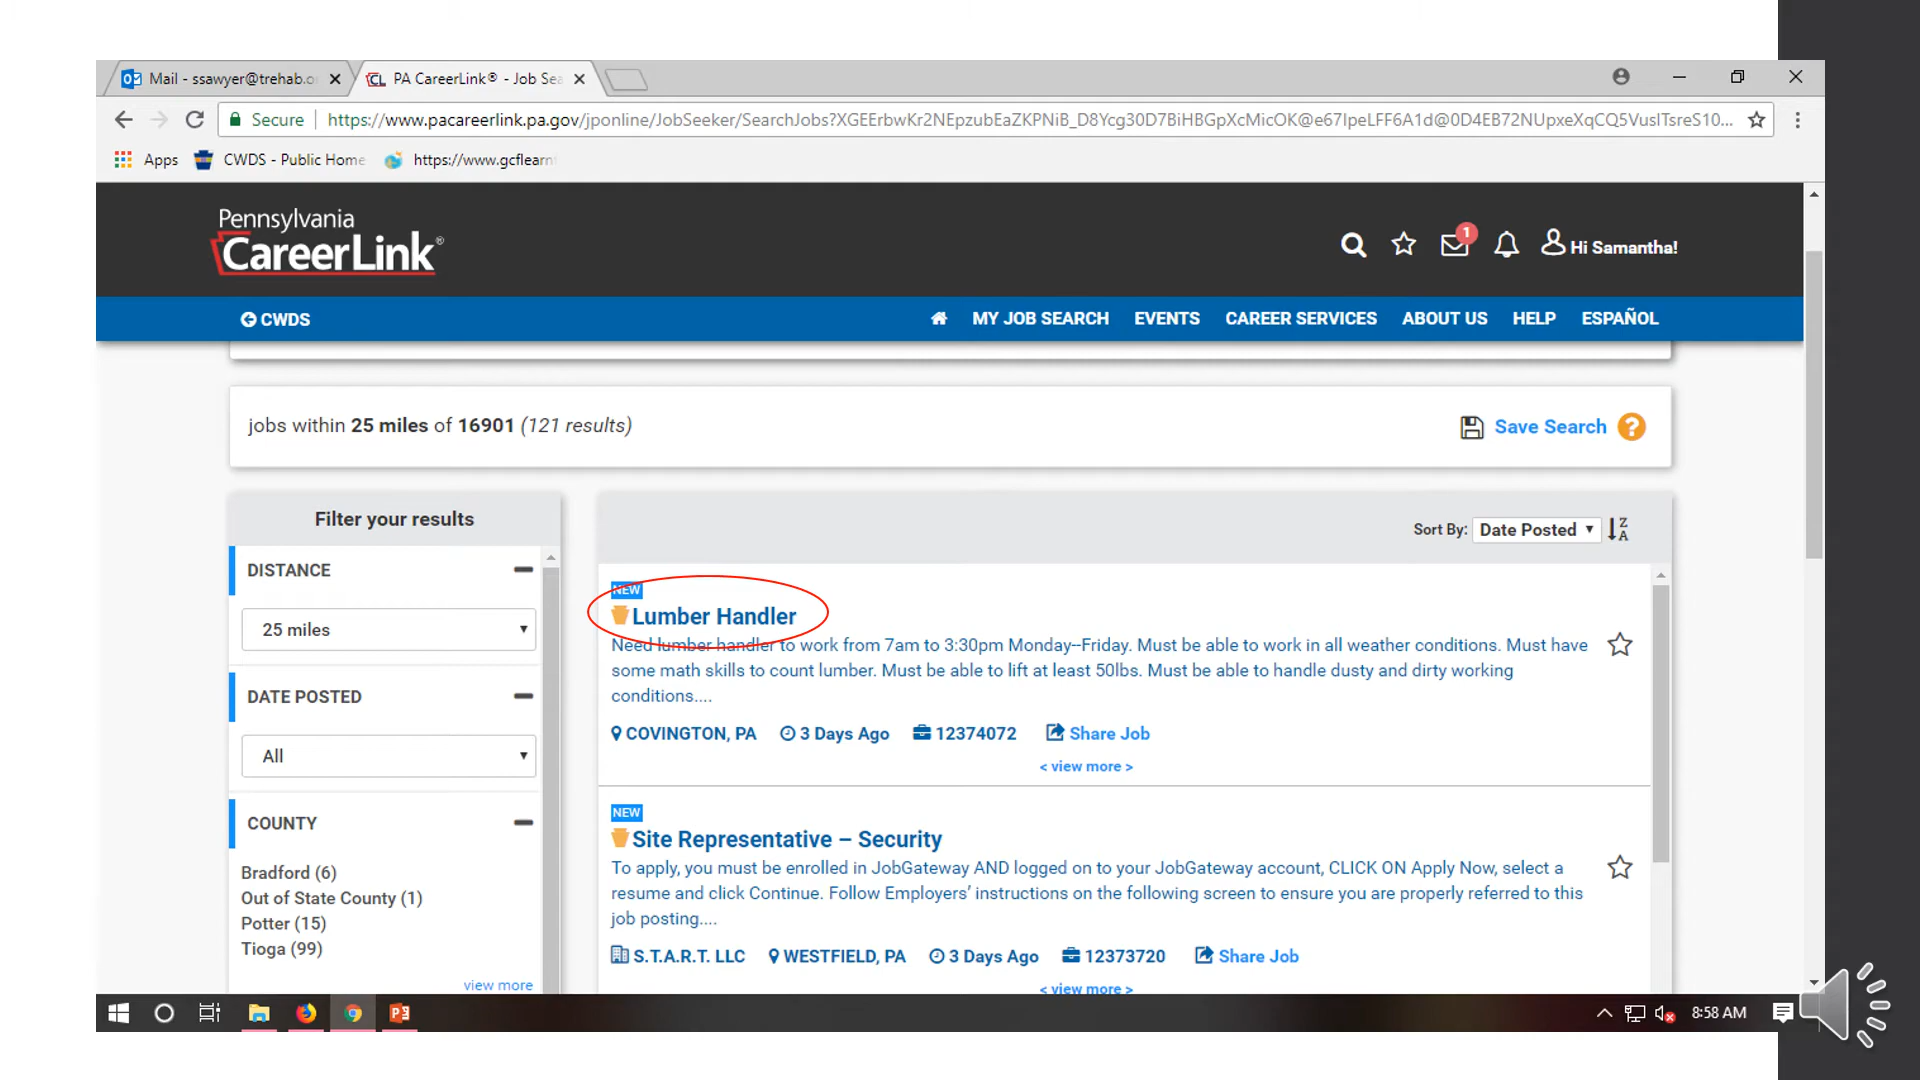 Mail - ssawyer@trehab.o
PA CareerLink® - Job Sea
Secure
https://www.pacareerlink.pa.gov/jponline/JobSeeker/SearchJobs?XGEErbwKr2NEpzubEaZKPNiB_D8Ycg30D7BiHBGpXcMicOK@e67IpeLFF6A1d@0D4EB72NUpxeXqCQ5VusITsreS10...
Apps
CWDS - Public Home
https://www.gcflearn
Pennsylvania
CareerLink®
1
Hi Samantha!
CWDS
MY JOB SEARCH
EVENTS
CAREER SERVICES
ABOUT US
HELP
ESPAÑOL
jobs within 25 miles of 16901 (121 results)
Save Search
?
Filter your results
Sort By:
Date Posted
Z
A
DISTANCE
25 miles
DATE POSTED
All
COUNTY
Bradford (6)
Out of State County (1)
Potter (15)
Tioga (99)
view more
NEW
Lumber Handler
Need lumber handler to work from 7am to 3:30pm Monday--Friday. Must be able to work in all weather conditions. Must have
some math skills to count lumber. Must be able to lift at least 50lbs. Must be able to handle dusty and dirty working
conditions....
COVINGTON, PA
3 Days Ago
12374072
Share Job
< view more >
NEW
Site Representative – Security
To apply, you must be enrolled in JobGateway AND logged on to your JobGateway account, CLICK ON Apply Now, select a
resume and click Continue. Follow Employers' instructions on the following screen to ensure you are properly referred to this
job posting....
S.T.A.R.T. LLC
WESTFIELD, PA
3 Days Ago
12373720
Share Job
< view more >
8:58 AM